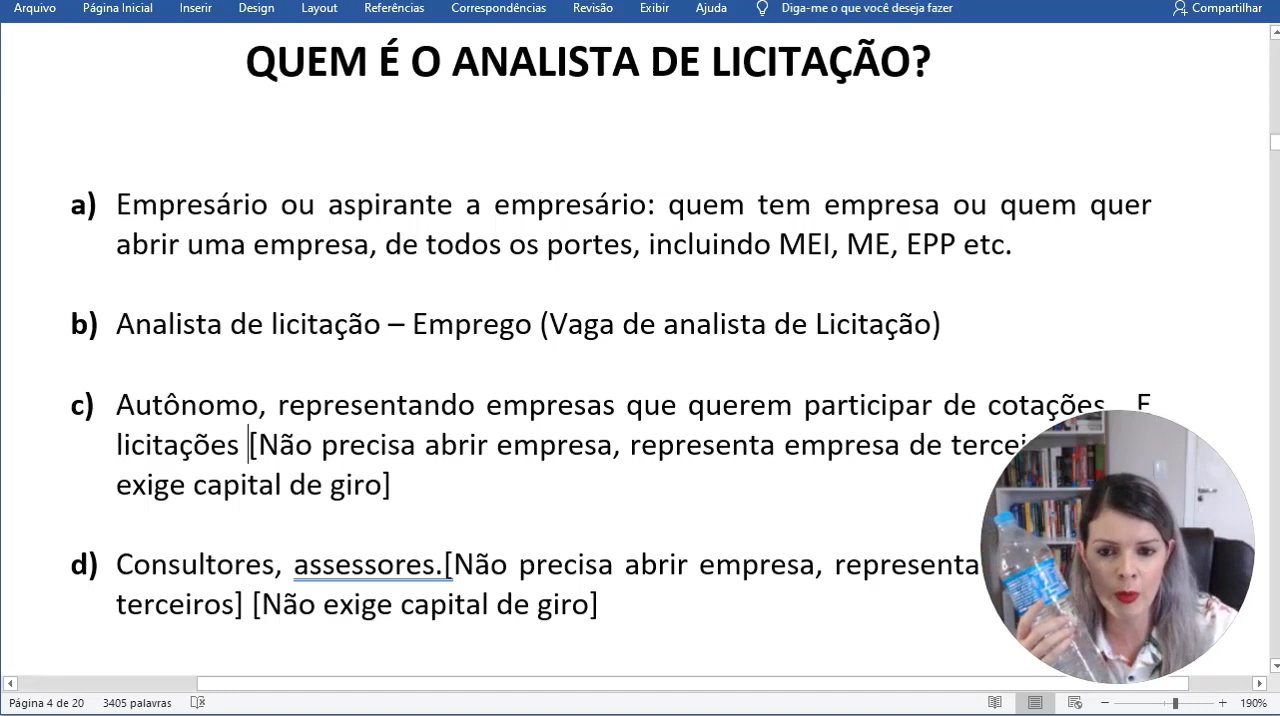 Arquivo Página Inicial Inserir Design Layout Referências Correspondências Revisão Exibir Ajuda Diga-me o que você deseja fazer Compartilhar
QUEM É O ANALISTA DE LICITAÇÃO?
a) Empresário ou aspirante a empresário: quem tem empresa ou quem quer
abrir uma empresa, de todos os portes, incluindo MEI, ME, EPP etc.
b) Analista de licitação – Emprego (Vaga de analista de Licitação)
c) Autônomo, representando empresas que querem participar de cotações E
licitações [Não precisa abrir empresa, representa empresa de
exige capital de giro]
d) Consultores, assessores.[Não precisa abrir empresa, representa
terceiros] [Não exige capital de giro]
Página 4 de 20 3405 palavras 190%